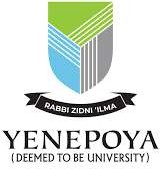 RABBI ZIDNI 'ILMA
YENEPOYA
(DEEMED TO BE UNIVERSITY)